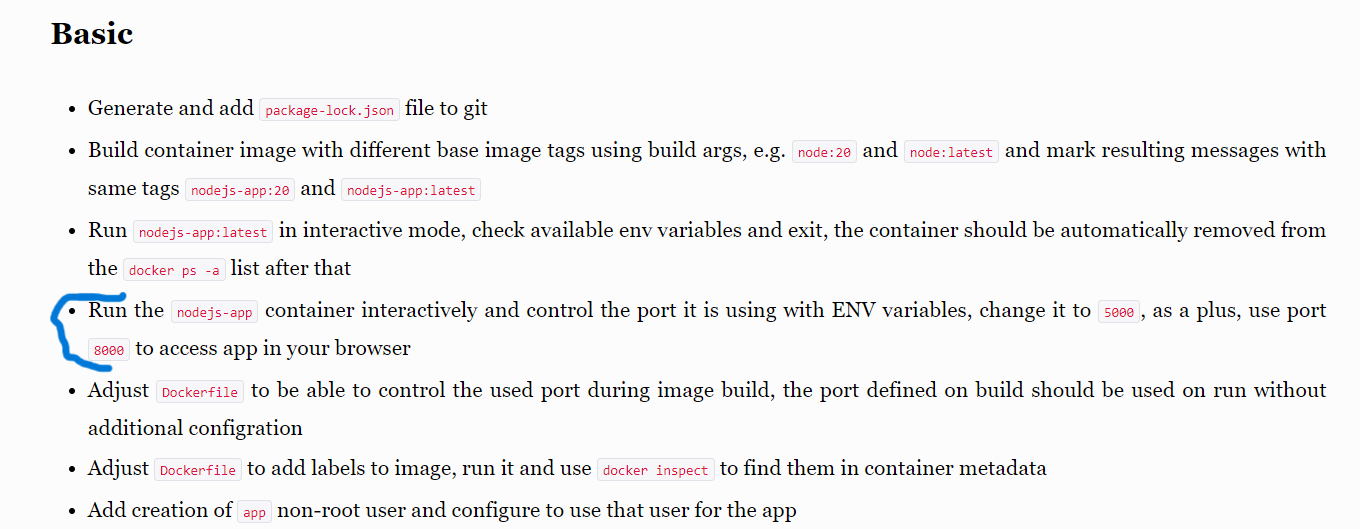 Basic
• Generate and add package-lock.json file to git
• Build container image with different base image tags using build args, e.g. node:20 and node:latest and mark resulting messages with
same tags nodejs-app:20 and nodejs-app:latest
• Run nodejs-app:latest in interactive mode, check available env variables and exit, the container should be automatically removed from
the docker ps -a list after that
• Run the nodejs-app container interactively and control the port it is using with ENV variables, change it to 5000, as a plus, use port
8000 to access app in your browser
• Adjust Dockerfile to be able to control the used port during image build, the port defined on build should be used on run without
additional configration
• Adjust Dockerfile to add labels to image, run it and use docker inspect to find them in container metadata
• Add creation of app non-root user and configure to use that user for the app